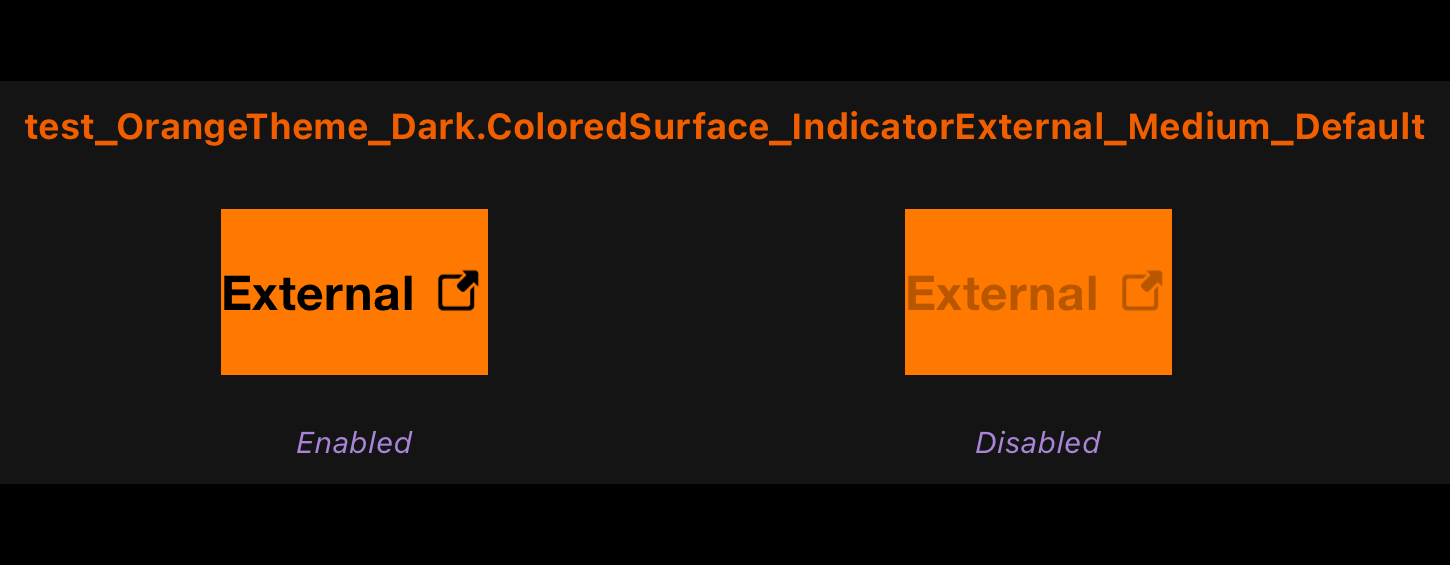 test_OrangeTheme_Dark.ColoredSurface_IndicatorExternal_Medium_Default
External External
Enabled Disabled